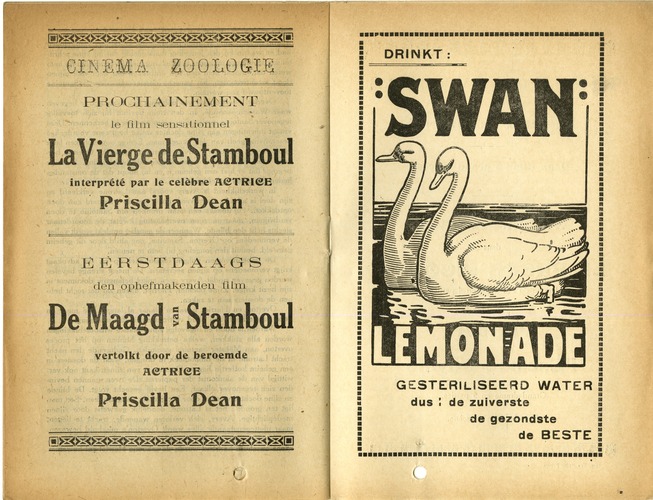 CINEMA ZOOLOGIE
PROCHAINEMENT
le film sensationnel
La Vierge de Stamboul
interprété par le celèbre ACTRICE
Priscilla Dean
EERSTDAAGS
den ophefmakenden film
De Maagd van Stamboul
vertolkt door de beroemde
ACTRICE
Priscilla Dean
DRINKT:
:SWAN:
LEMONADE
GESTERILISEERD WATER
dus : de zuiverste
de gezondste
de BESTE